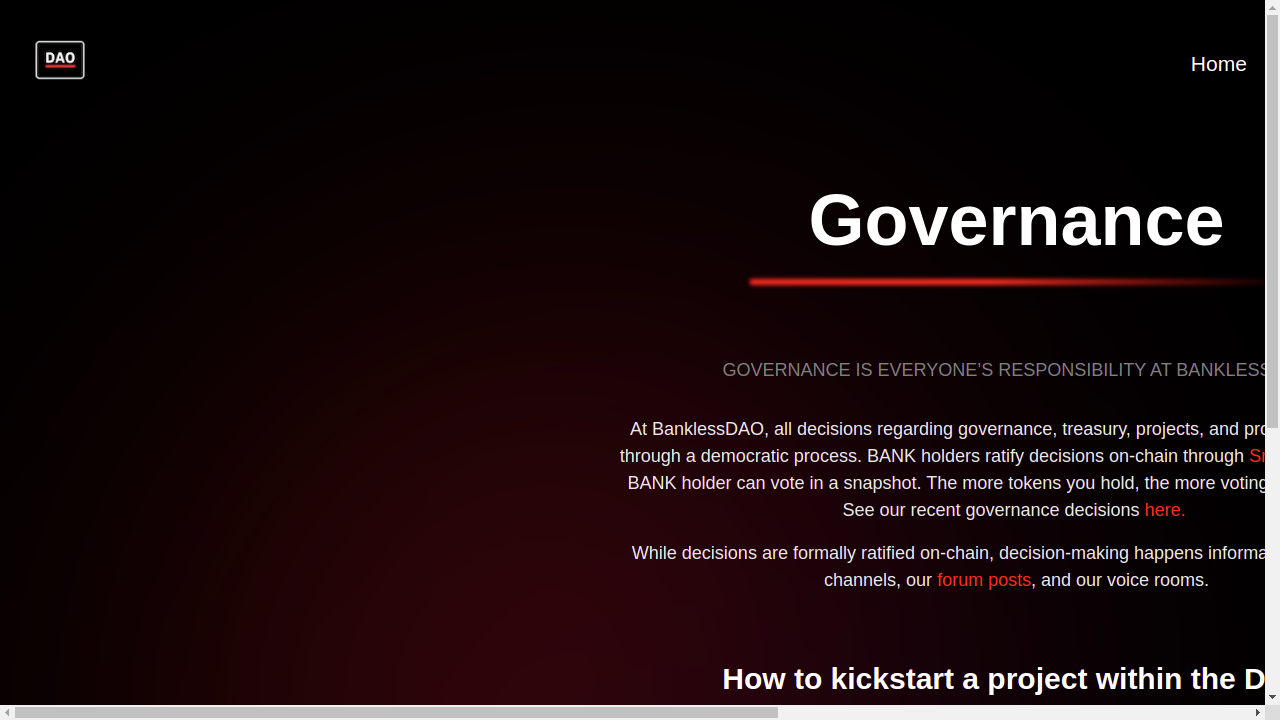 DAO
Home
Governance
GOVERNANCE IS EVERYONE'S RESPONSIBILITY AT BANKLESS
At BanklessDAO, all decisions regarding governance, treasury, projects, and
through a democratic process. BANK holders ratify decisions on-chain through
BANK holder can vote in a snapshot. The more tokens you hold, the more voting
See our recent governance decisions here.
While decisions are formally ratified on-chain, decision-making happens
channels, our forum posts, and our voice rooms.
How to kickstart a project within the